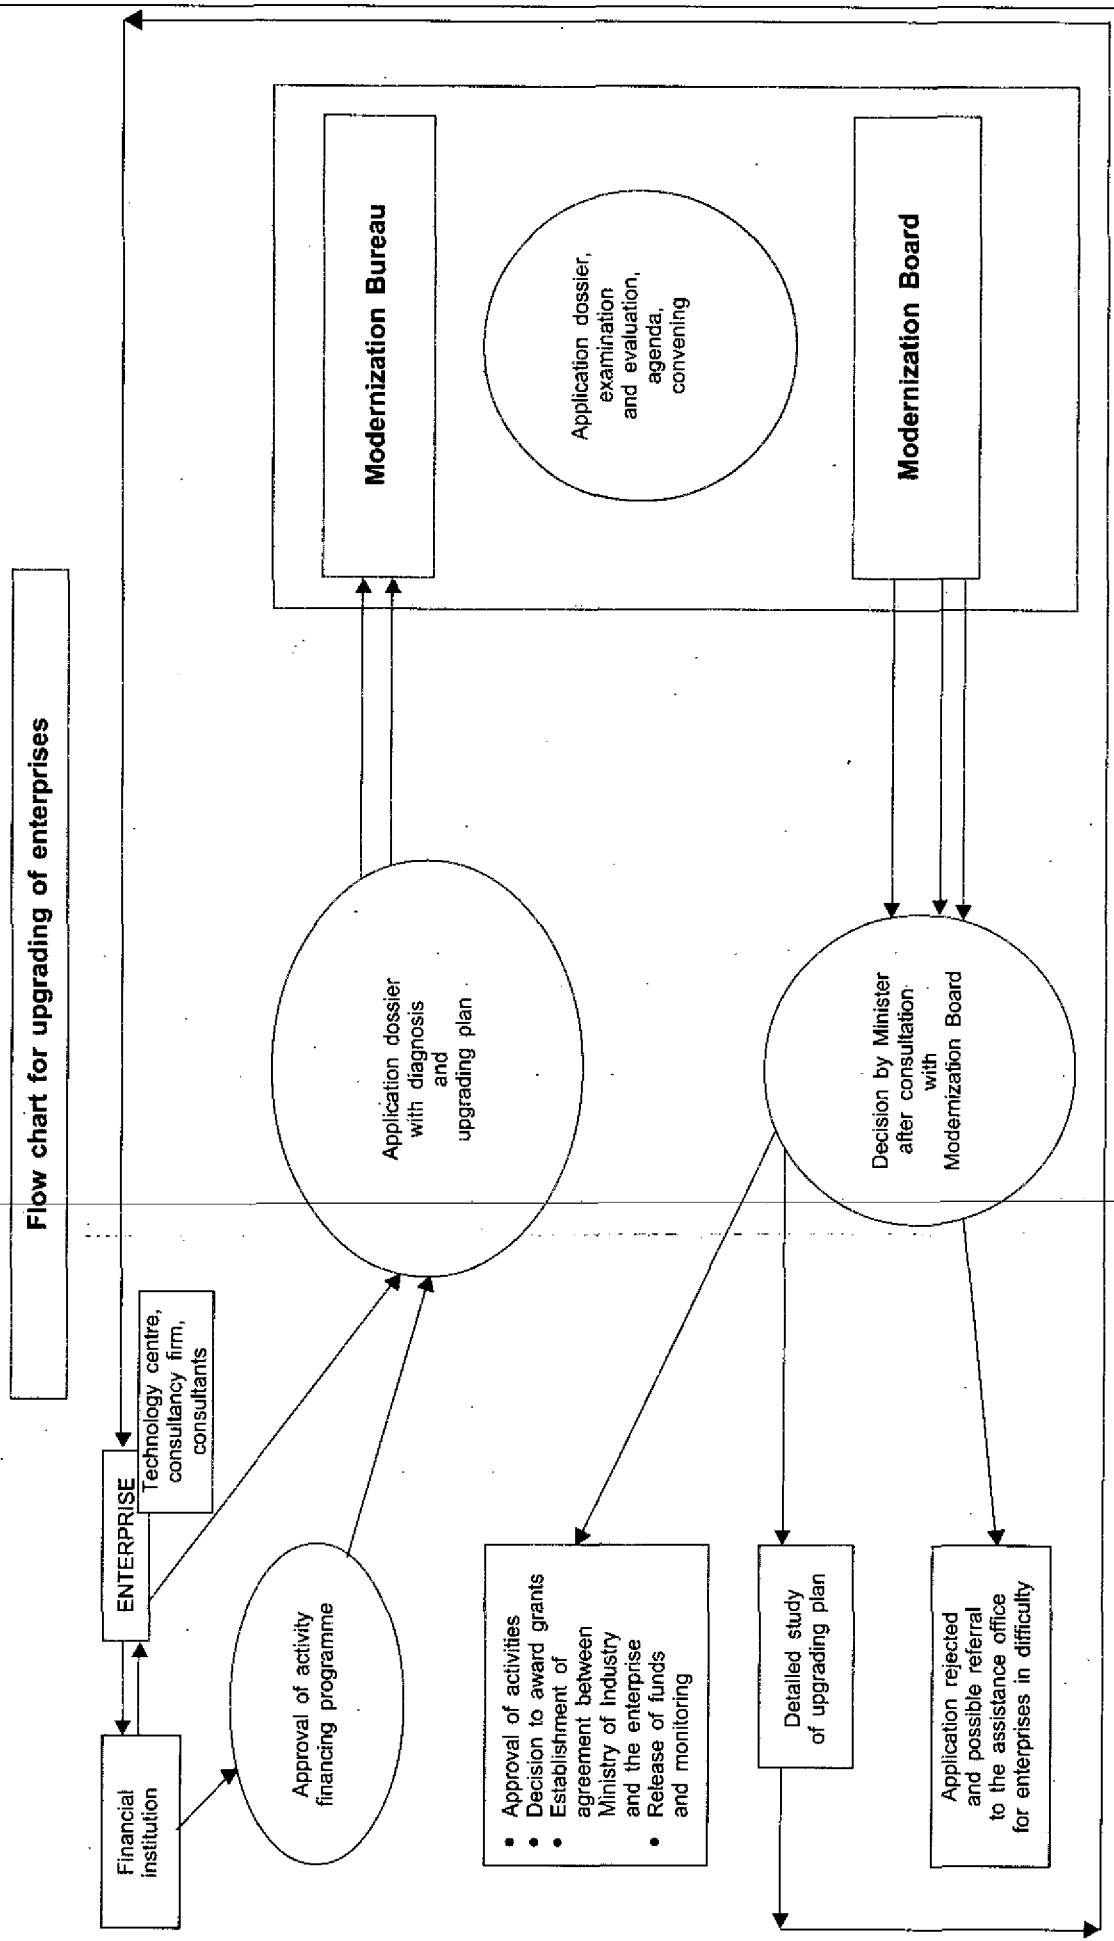 Flow chart for upgrading of enterprises
Financial
institution
ENTERPRISE
Technology centre,
consultancy firm,
consultants
Approval of activity
financing programme
Application dossier
with diagnosis
and
upgrading plan
Modernization Bureau
Application dossier,
examination
and evaluation,
agenda,
convening
Modernization Board
Decision by Minister
after consultation
with
Modernization Board
• Approval of activities
• Decision to award grants
• Establishment of
agreement between
Ministry of Industry
and the enterprise
• Release of funds
and monitoring
Detailed study
of upgrading plan
Application rejected
and possible referral
to the assistance office
for enterprises in difficulty